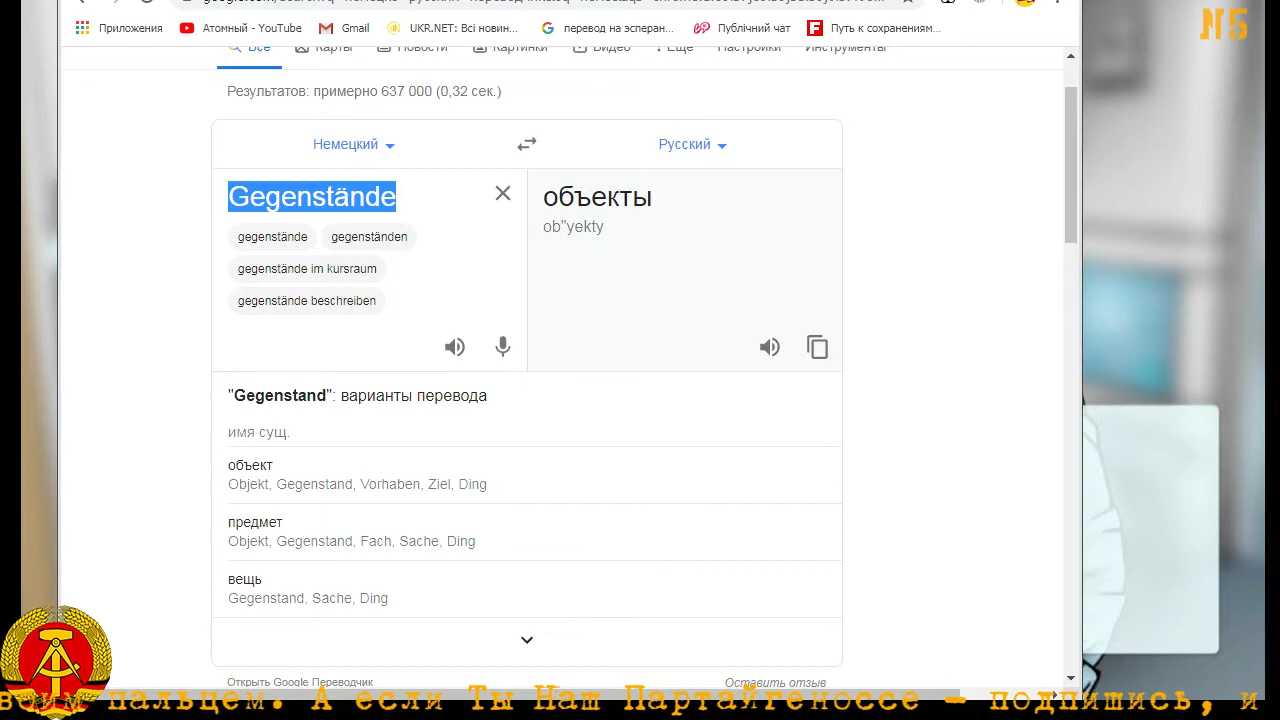 Приложения Атомный - YouTube Gmail UKR.NET: Всі новин... перевод на эсперан... Публічний чат Путь к сохранениям...
N5
Все Карты Новости Картинки Видео Ещё Настройки Инструменты
Результатов: примерно 637 000 (0,32 сек.)
Немецкий Русский
Gegenstände объекты
ob"yekty
gegenstände gegenständen
gegenstände im kursraum
gegenstände beschreiben
"Gegenstand": варианты перевода
имя сущ.
объект
Objekt, Gegenstand, Vorhaben, Ziel, Ding
предмет
Objekt, Gegenstand, Fach, Sache, Ding
вещь
Gegenstand, Sache, Ding
Открыть Google Переводчик Оставить отзыв
пальцем. А если Ты Наш Партайгеноссе – подпишись, и